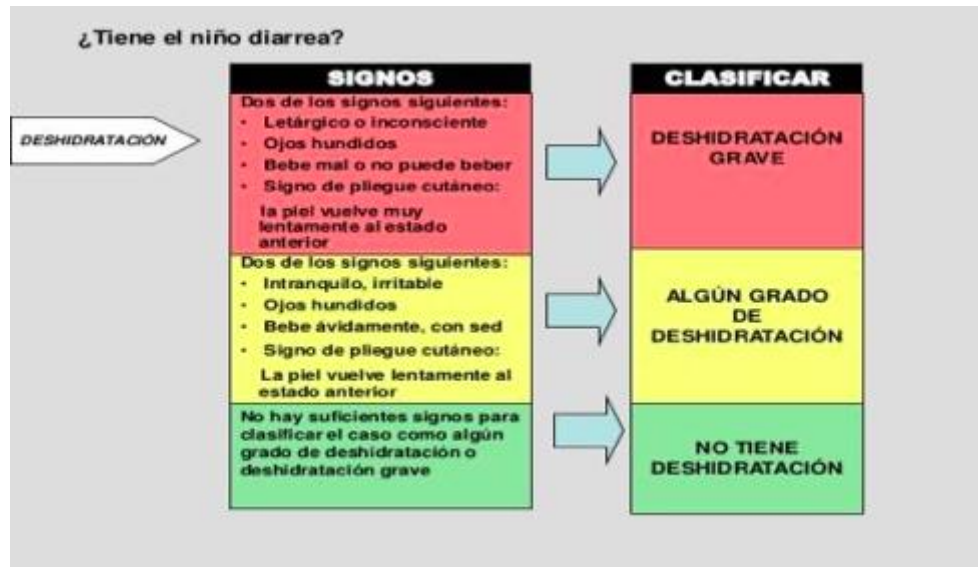 ¿Tiene el niño diarrea?
SIGNOS
CLASIFICAR
DESHIDRATACIÓN
Dos de los signos siguientes:
• Letárgico o inconsciente
• Ojos hundidos
• Bebe mal o no puede beber
• Signo de pliegue cutáneo:
la piel vuelve muy
lentamente al estado
anterior
DESHIDRATACIÓN
GRAVE
Dos de los signos siguientes:
• Intranquilo, irritable
• Ojos hundidos
• Bebe ávidamente, con sed
• Signo de pliegue cutáneo:
La piel vuelve lentamente al
estado anterior
ALGÚN GRADO
DE
DESHIDRATACIÓN
No hay suficientes signos para
clasificar el caso como algún
grado de deshidratación o
deshidratación grave
NO TIENE
DESHIDRATACIÓN